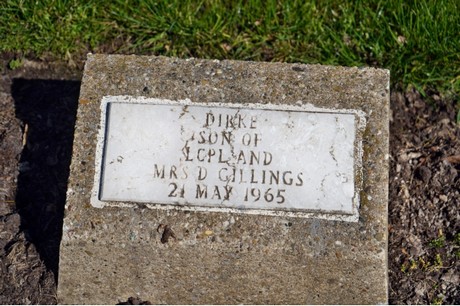 DIRKE
SON OF
LCPL AND
MRS D GILLINGS
21 MAY 1965